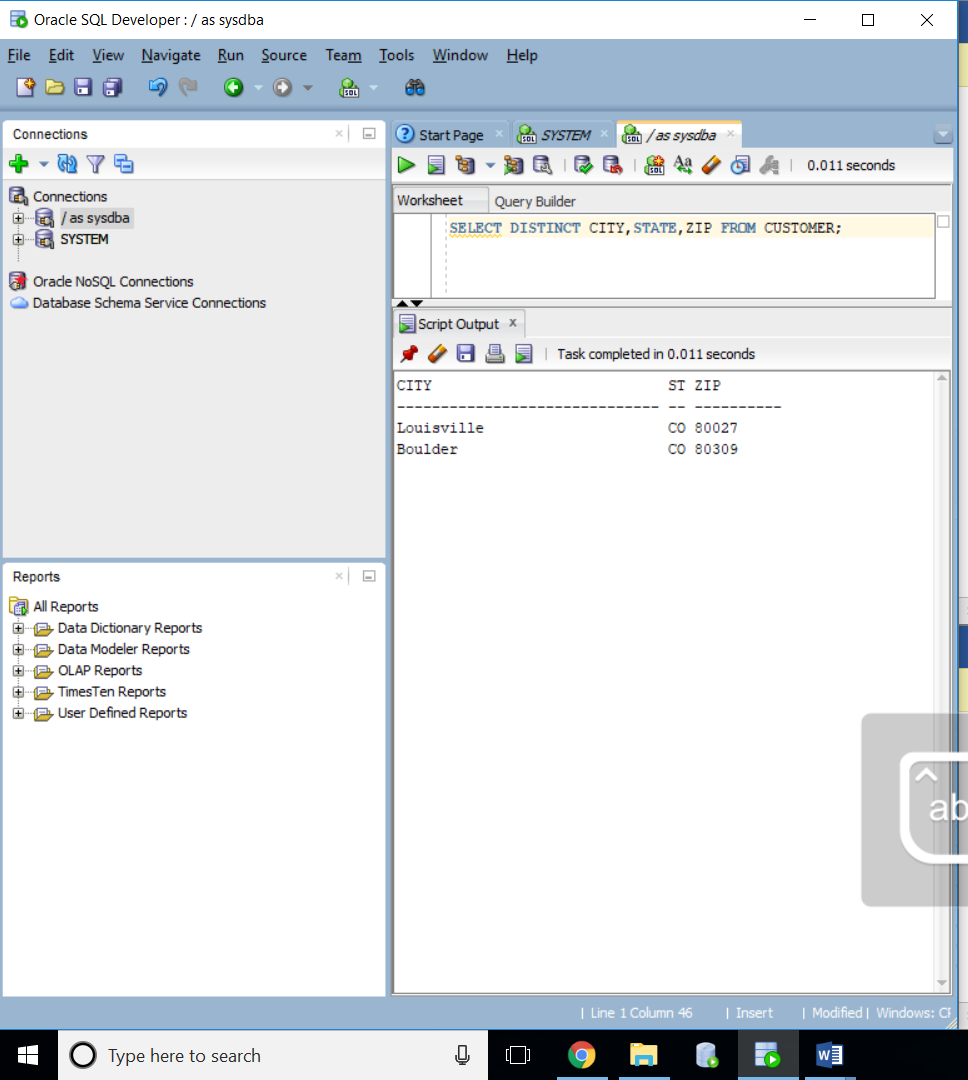 Oracle SQL Developer : / as sysdba
File Edit View Navigate Run Source Team Tools Window Help
SQL
Connections
Connections
/ as sysdba
SYSTEM
Oracle NoSQL Connections
Database Schema Service Connections
Reports
All Reports
Data Dictionary Reports
Data Modeler Reports
OLAP Reports
TimesTen Reports
User Defined Reports
Start Page SYSTEM / as sysdba
0.011 seconds
Worksheet Query Builder
SELECT DISTINCT CITY,STATE,ZIP FROM CUSTOMER;
Script Output
Task completed in 0.011 seconds
CITY ST ZIP
------------------------------ -- ----------
Louisville CO 80027
Boulder CO 80309
ab
| Line 1 Column 46 | Insert | Modified | Windows: CF
Type here to search